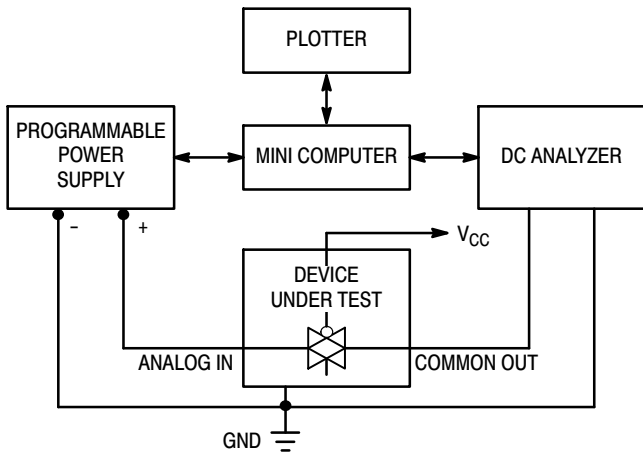 PLOTTER
PROGRAMMABLE
POWER
SUPPLY
MINI COMPUTER
DC ANALYZER
–
+
VCC
DEVICE
UNDER TEST
ANALOG IN
COMMON OUT
GND